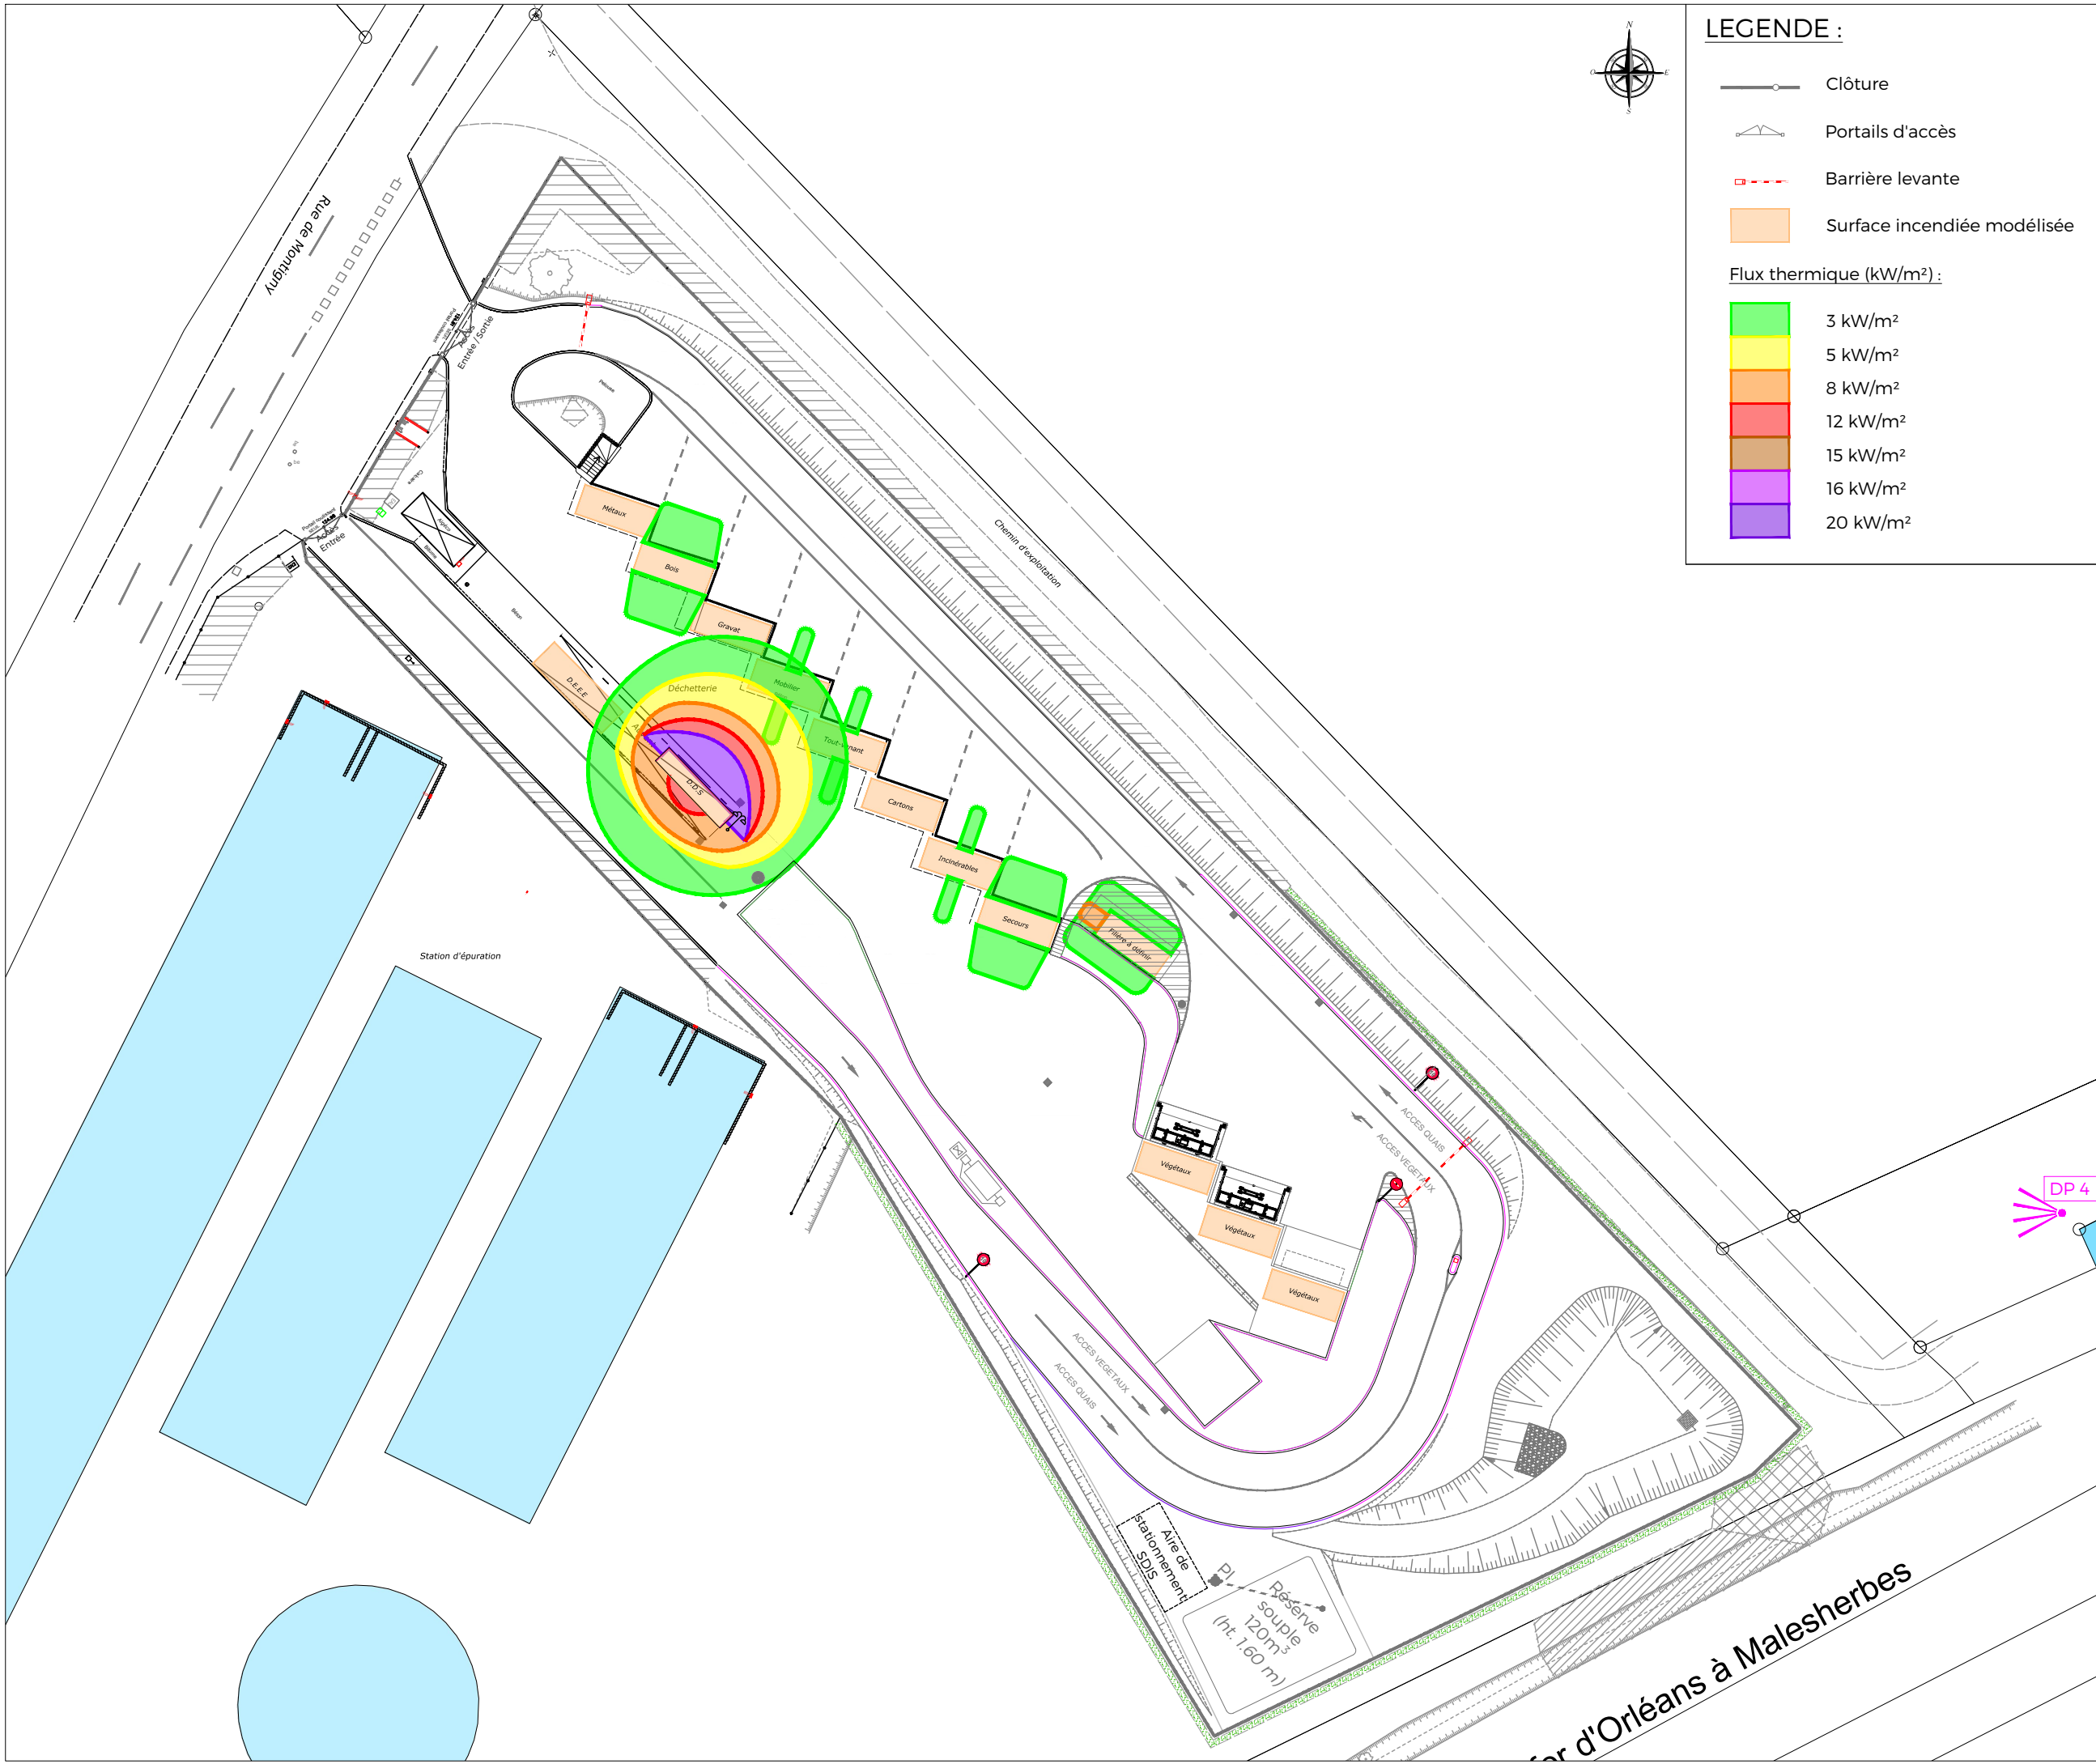 LEGENDE :
Clôture
Portails d'accès
Barrière levante
Surface incendiée modélisée
Flux thermique (kW/m²) :
3 kW/m²
5 kW/m²
8 kW/m²
12 kW/m²
15 kW/m²
16 kW/m²
20 kW/m²
N
O
E
S
Rue de Montigny
Accès
Entrée / Sortie
Pelouse
Accès
Entrée
Métaux
Bois
Gravat
Déchetterie
Mobilier
D.E.E.E
Tout-venant
D.D.S
Cartons
Incinérables
Secours
Filière à définir
Chemin d'exploitation
Station d'épuration
ACCES QUAIS
ACCES VEGETAUX
Végétaux
Végétaux
Végétaux
ACCES VEGETAUX
ACCES QUAIS
DP 4
Aire de
stationnement
SDIS
PI
Réserve
souple
120m³
(ht. 1.60 m)
d'Orléans à Malesherbes